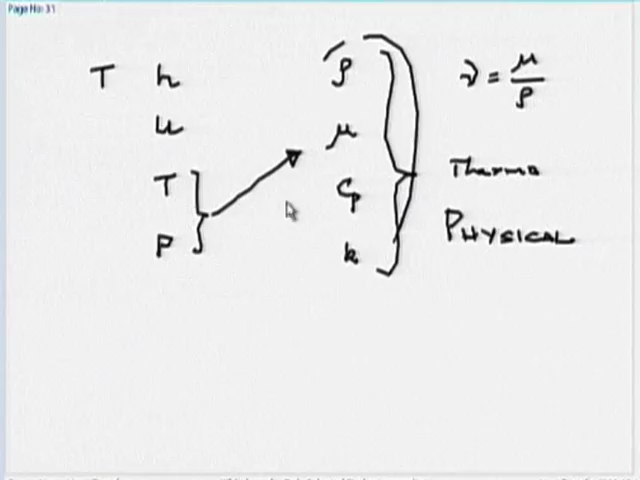 Page No: 31
T h ρ ν = μ/ρ
u μ
T Cp Thermo
P k PHYSICAL